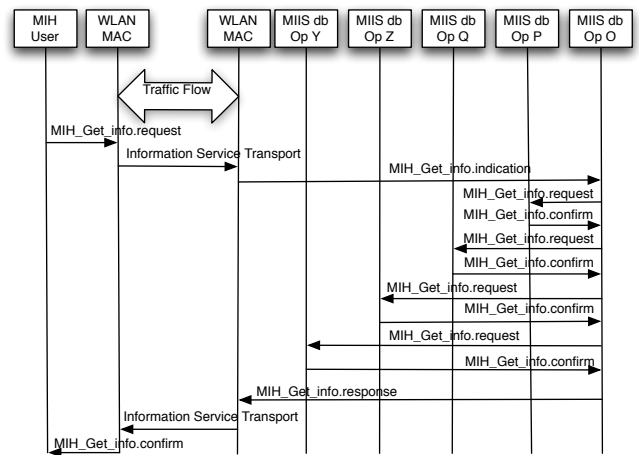 MIH
User
WLAN
MAC
WLAN
MAC
MIIS db
Op Y
MIIS db
Op Z
MIIS db
Op Q
MIIS db
Op P
MIIS db
Op O
Traffic Flow
MIH_Get_info.request
Information Service Transport
MIH_Get_info.indication
MIH_Get_info.request
MIH_Get_info.confirm
MIH_Get_info.request
MIH_Get_info.confirm
MIH_Get_info.request
MIH_Get_info.confirm
MIH_Get_info.request
MIH_Get_info.confirm
MIH_Get_info.response
Information Service Transport
MIH_Get_info.confirm